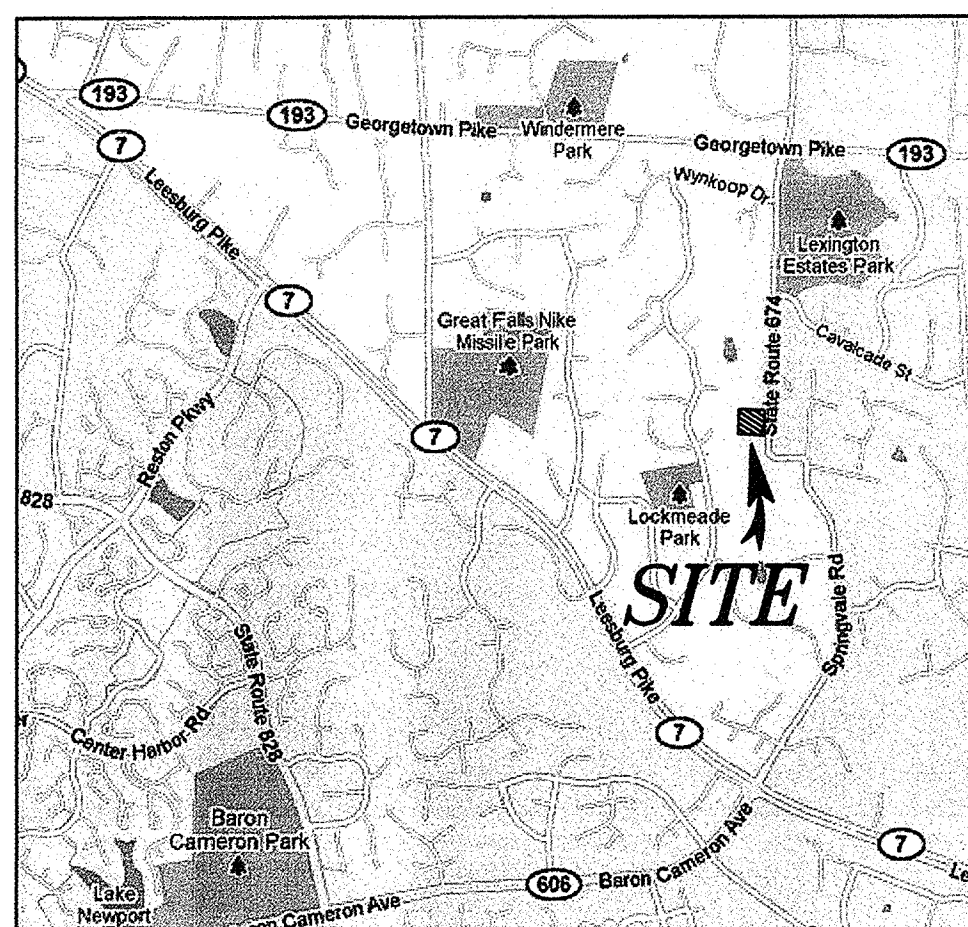 193
193
Georgetown Pike
Windermere
Park
Georgetown Pike
193
7
Leesburg Pike
Wynkoop Dr
Lexington
Estates Park
7
Great Falls Nike
Missile Park
State Route 674
Cavalcade St
Reston Pkwy
7
828
Lockmeade
Park
SITE
Leesburg Pike
Springvale Rd
State Route 828
Center Harbor Rd
7
Baron
Cameron Park
7
Le
606
Baron Cameron Ave
Lake
Newport
on Cameron Ave